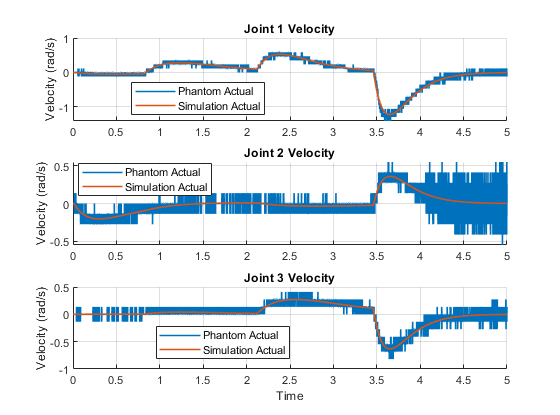 Joint 1 Velocity
1
0
-1
Velocity (rad/s)
Phantom Actual
Simulation Actual
0 0.5 1 1.5 2 2.5 3 3.5 4 4.5 5
Joint 2 Velocity
0.5
0
-0.5
Velocity (rad/s)
Phantom Actual
Simulation Actual
0 0.5 1 1.5 2 2.5 3 3.5 4 4.5 5
Joint 3 Velocity
0.5
0
-0.5
-1
Velocity (rad/s)
Phantom Actual
Simulation Actual
0 0.5 1 1.5 2 2.5 3 3.5 4 4.5 5
Time